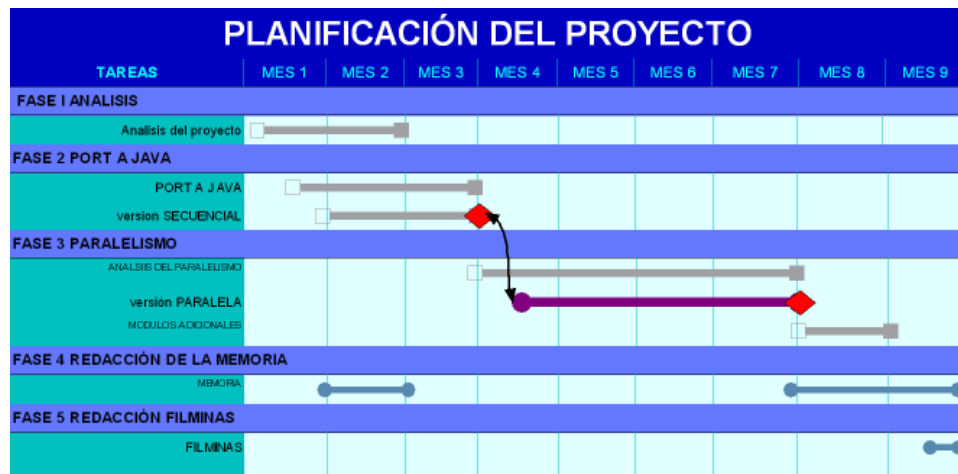 PLANIFICACIÓN DEL PROYECTO
TAREAS MES 1 MES 2 MES 3 MES 4 MES 5 MES 6 MES 7 MES 8 MES 9
FASE I ANALISIS
Analisis del proyecto
FASE 2 PORT A JAVA
PORT A JAVA
version SECUENCIAL
FASE 3 PARALELISMO
ANALSIS DEL PARALELISMO
versión PARALELA
MODULOS ADICIONALES
FASE 4 REDACCIÓN DE LA MEMORIA
MEMORIA
FASE 5 REDACCIÓN FILMINAS
FILMINAS